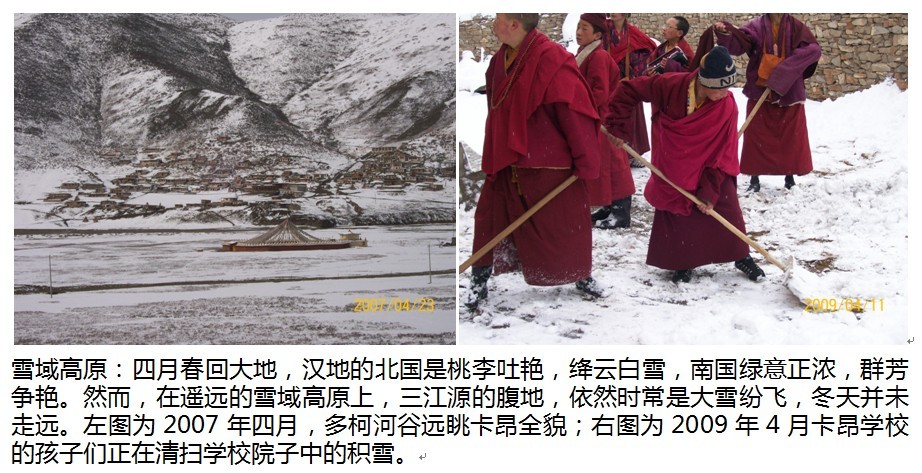 2007/04/23
2009/04/11
雪域高原：四月春回大地，汉地的北国是桃李吐艳，绛云白雪，南国绿意正浓，群芳
争艳。然而，在遥远的雪域高原上，三江源的腹地，依然时常是大雪纷飞，冬天并未
走远。左图为 2007 年四月，多柯河谷远眺卡昂全貌；右图为 2009 年 4 月卡昂学校
的孩子们正在清扫学校院子中的积雪。